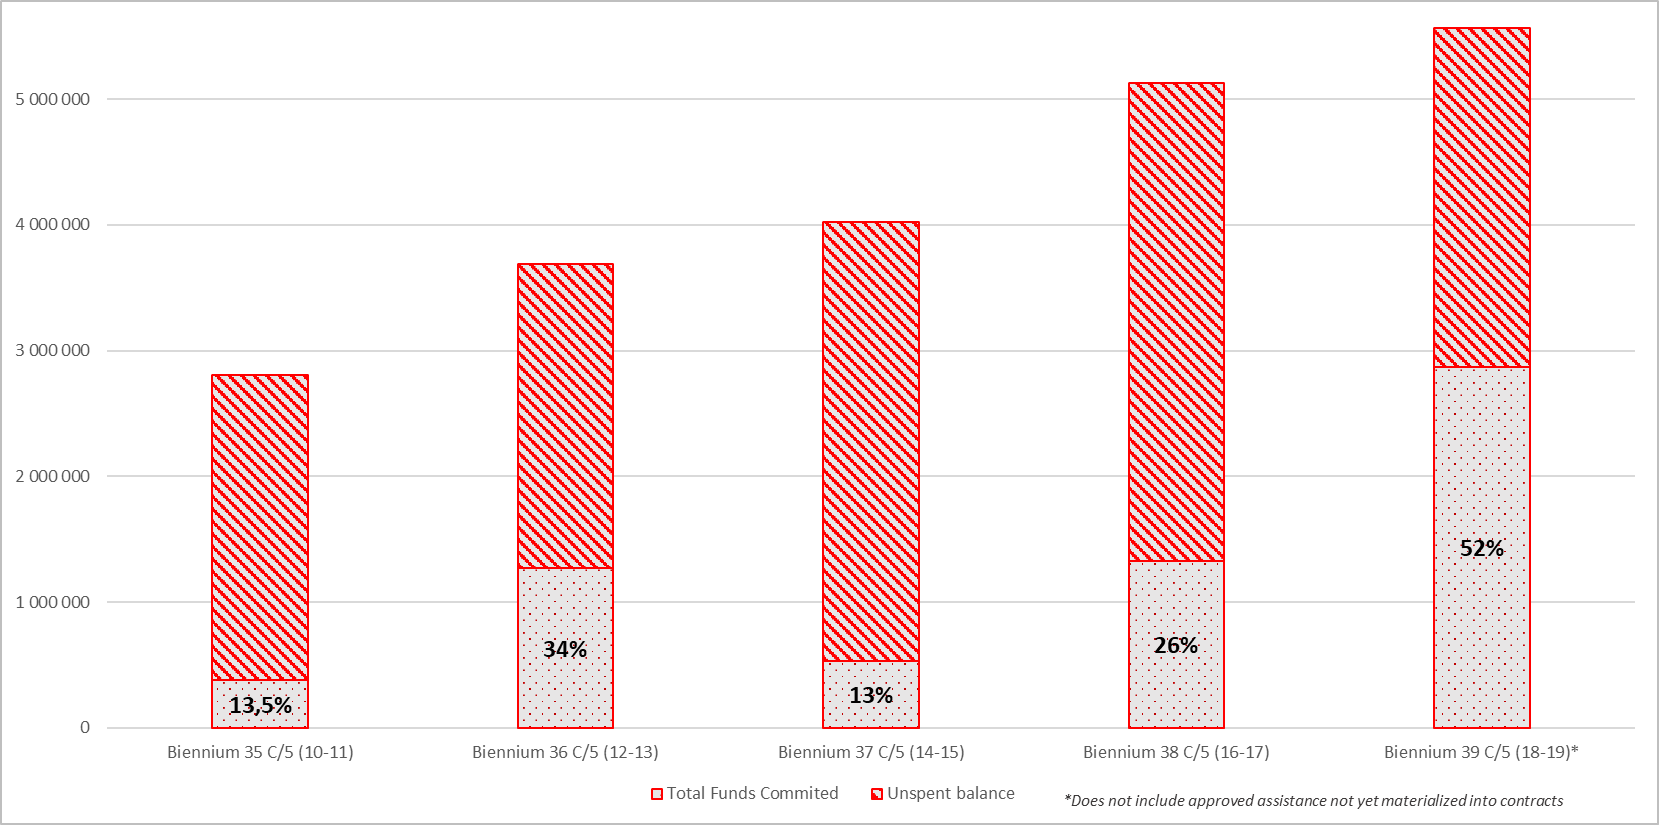 5 000 000
4 000 000
3 000 000
2 000 000
1 000 000
0
13,5%
34%
13%
26%
52%
Biennium 35 C/5 (10-11)
Biennium 36 C/5 (12-13)
Biennium 37 C/5 (14-15)
Biennium 38 C/5 (16-17)
Biennium 39 C/5 (18-19)*
Total Funds Commited
Unspent balance
*Does not include approved assistance not yet materialized into contracts